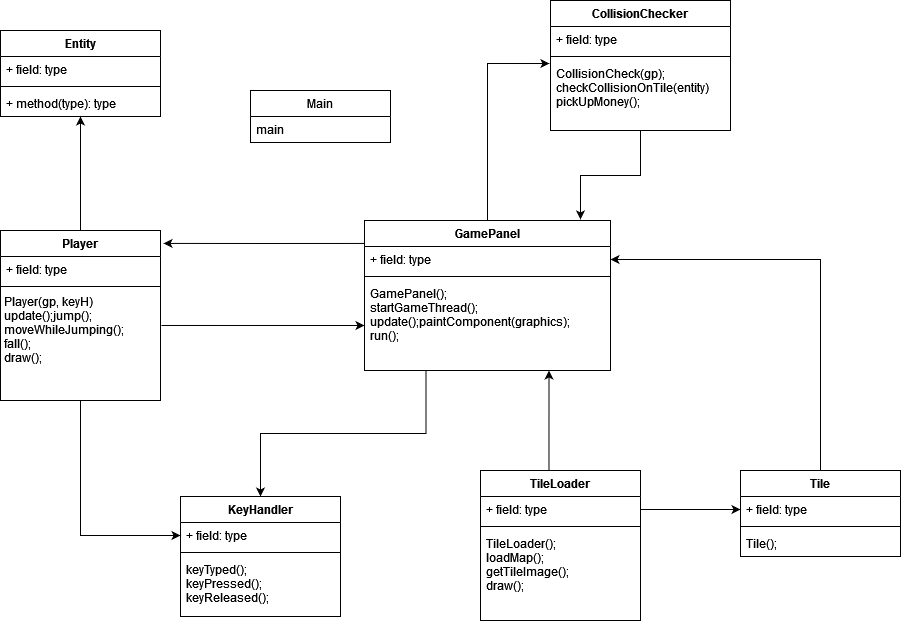 CollisionChecker
+ field: type
CollisionCheck(gp);
checkCollisionOnTile(entity)
pickUpMoney();
Entity
+ field: type
+ method(type): type
Main
main
Player
+ field: type
Player(gp, keyH)
update();jump();
moveWhileJumping();
fall();
draw();
GamePanel
+ field: type
GamePanel();
startGameThread();
update();paintComponent(graphics);
run();
KeyHandler
+ field: type
keyTyped();
keyPressed();
keyReleased();
TileLoader
+ field: type
TileLoader();
loadMap();
getTileImage();
draw();
Tile
+ field: type
Tile();